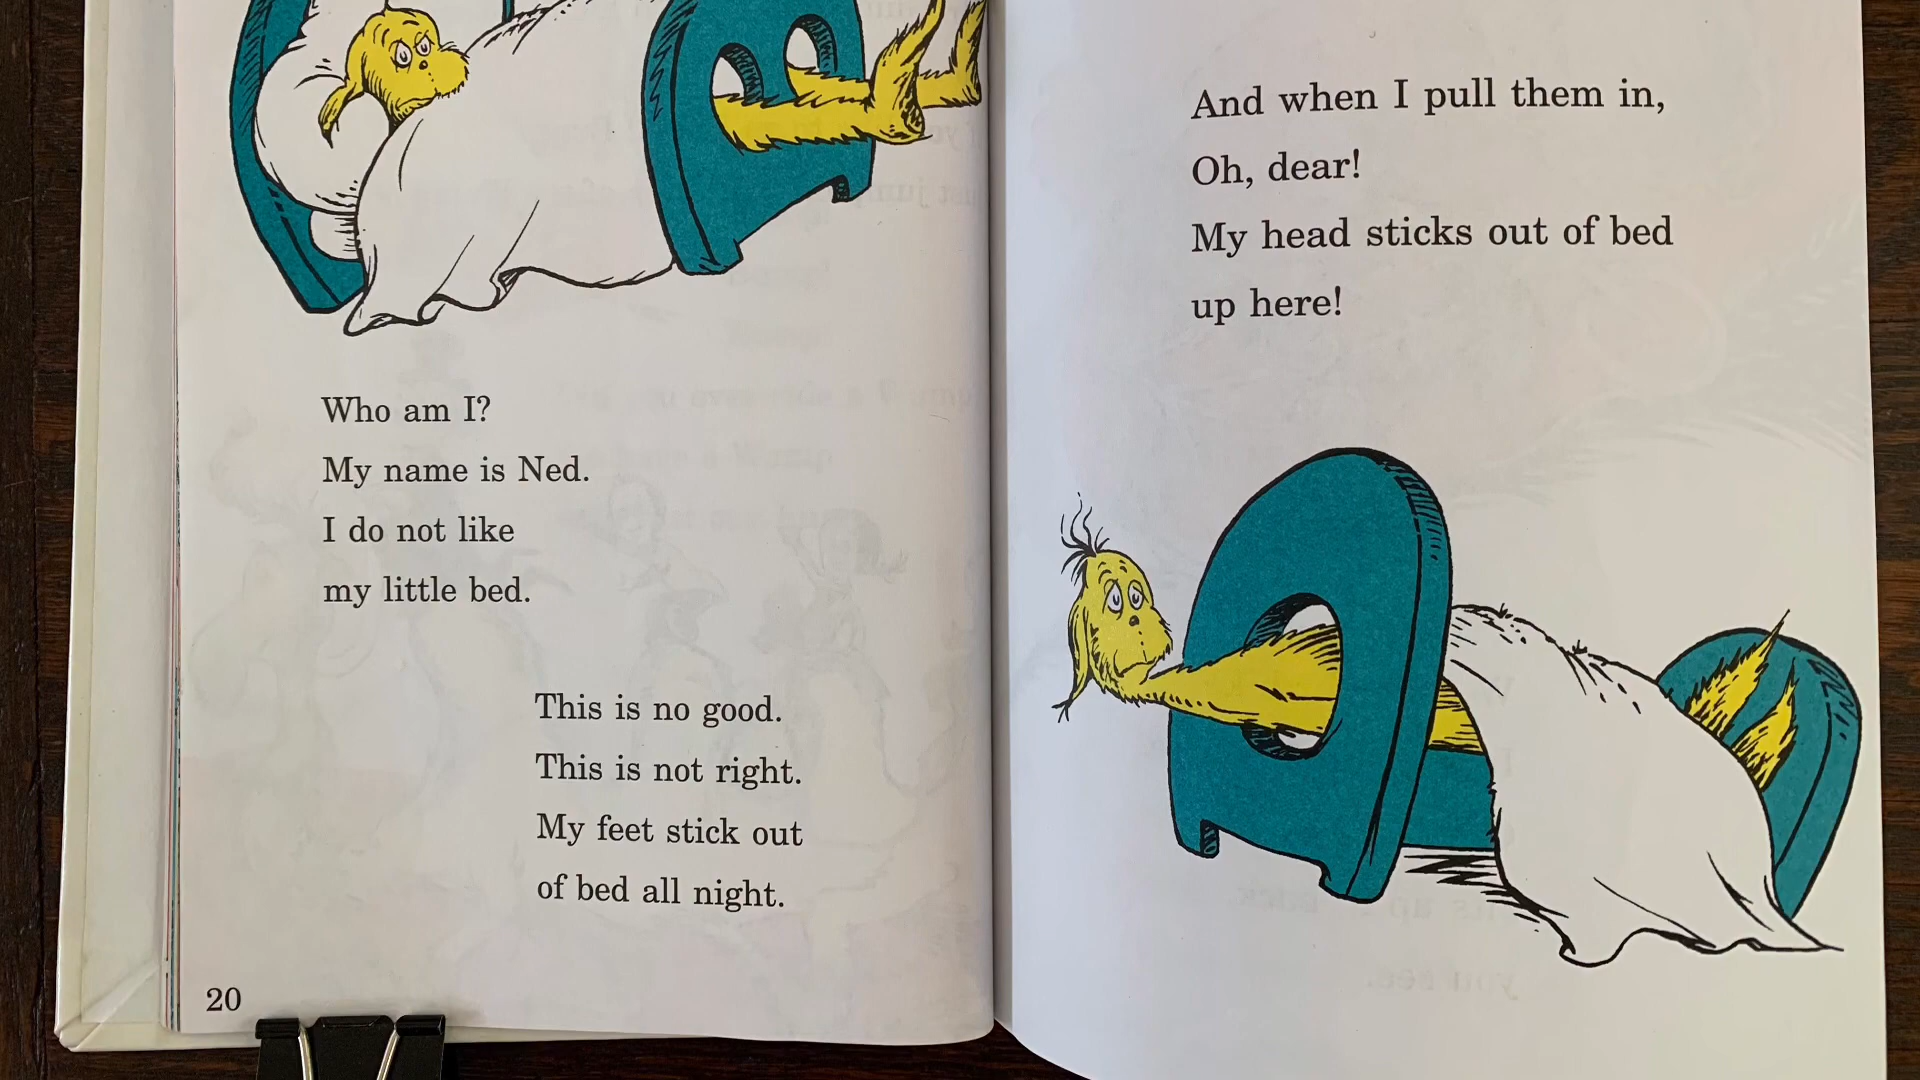 Who am I?
My name is Ned.
I do not like
my little bed.
This is no good.
This is not right.
My feet stick out
of bed all night.
20
And when I pull them in,
Oh, dear!
My head sticks out of bed
up here!